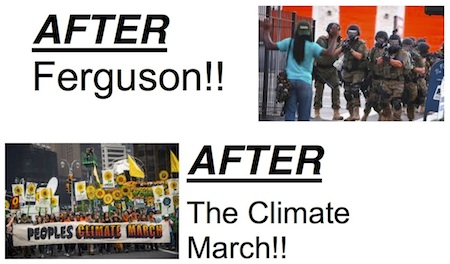 AFTER
Ferguson!!
AFTER
The Climate
March!!
PEOPLES CLIMATE MARCH